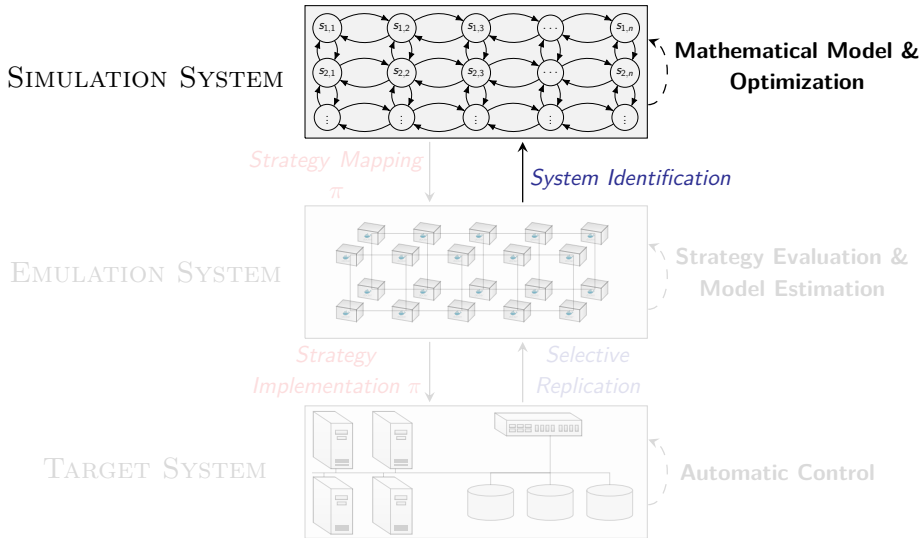 s1,1 s1,2 s1,3 ··· s1,n
s2,1 s2,2 s2,3 ··· s2,n
⋮ ⋮ ⋮ ⋮ ⋮
SIMULATION SYSTEM
Mathematical Model &
Optimization
Strategy Mapping
π
System Identification
EMULATION SYSTEM
Strategy Evaluation &
Model Estimation
Strategy
Implementation π
Selective
Replication
TARGET SYSTEM
Automatic Control